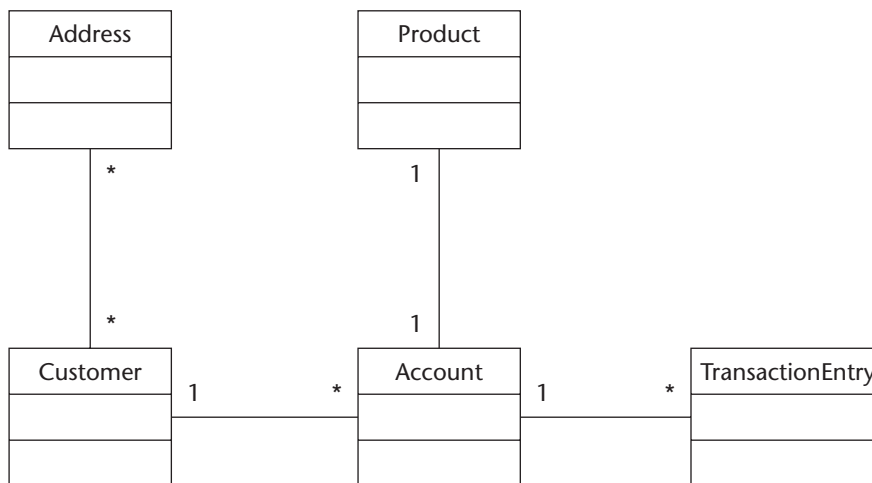 Address
Product
*
1
*
1
Customer
1
*
Account
1
*
TransactionEntry